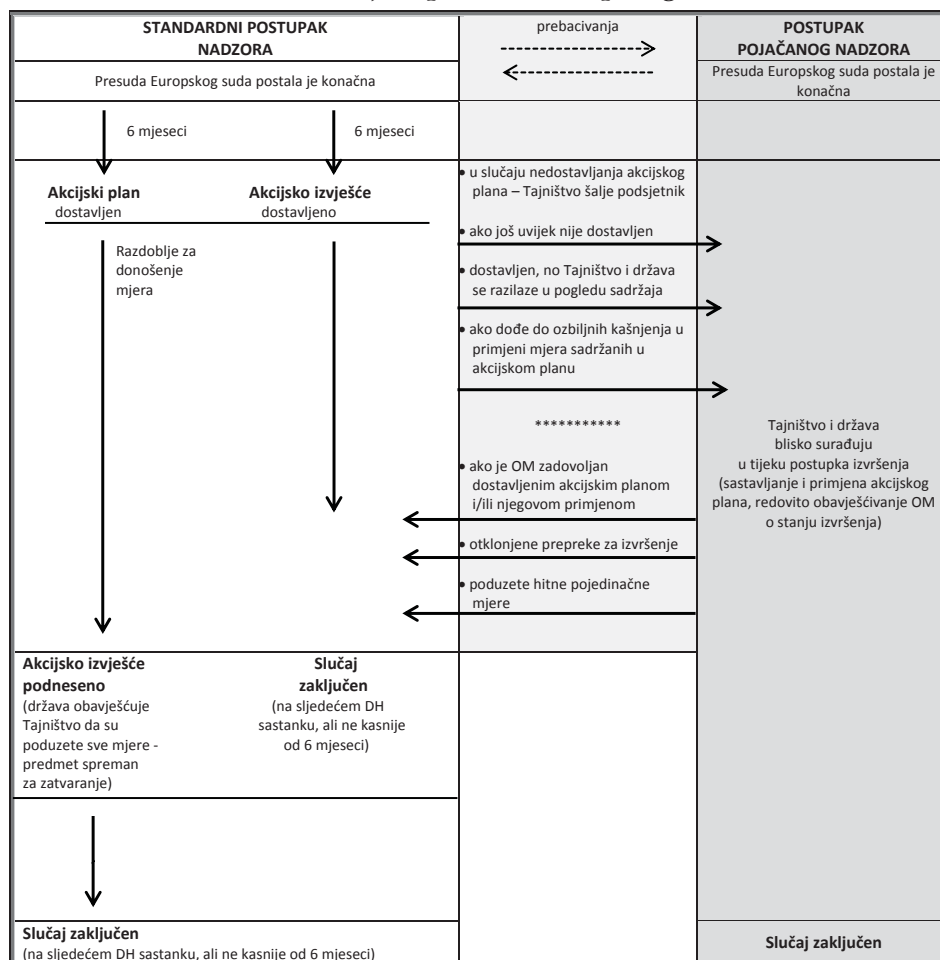 STANDARDNI POSTUPAK
NADZORA
Presuda Europskog suda postala je konačna
prebacivanja
POSTUPAK
POJAČANOG NADZORA
Presuda Europskog suda postala je
konačna
6 mjeseci
6 mjeseci
Akcijski plan
dostavljen
Akcijsko izvješće
dostavljeno
Razdoblje za
donošenje
mjera
• u slučaju nedostavljanja akcijskog
plana – Tajništvo šalje podsjetnik
• ako još uvijek nije dostavljen
• dostavljen, no Tajništvo i država
se razilaze u pogledu sadržaja
• ako dođe do ozbiljnih kašnjenja u
primjeni mjera sadržanih u
akcijskom planu
***********
• ako je OM zadovoljan
dostavljenim akcijskim planom
i/ili njegovom primjenom
• otklonjene prepreke za izvršenje
• poduzete hitne pojedinačne
mjere
Tajništvo i država
blisko surađuju
u tijeku postupka izvršenja
(sastavljanje i primjena akcijskog
plana, redovito obavješćivanje OM
o stanju izvršenja)
Akcijsko izvješće
podneseno
(država obavješćuje
Tajništvo da su
poduzete sve mjere -
predmet spreman
za zatvaranje)
Slučaj
zaključen
(na sljedećem DH
sastanku, ali ne kasnije
od 6 mjeseci)
Slučaj zaključen
(na sljedećem DH sastanku, ali ne kasnije od 6 mjeseci)
Slučaj zaključen